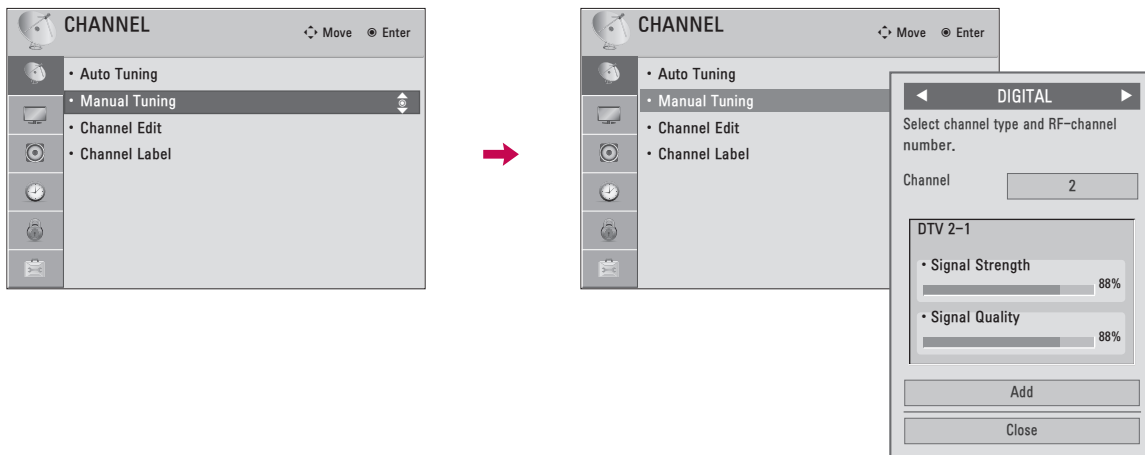 CHANNEL
Move Enter
• Auto Tuning
• Manual Tuning
• Channel Edit
• Channel Label
CHANNEL
Move Enter
• Auto Tuning
• Manual Tuning
• Channel Edit
• Channel Label
DIGITAL
Select channel type and RF-channel
number.
Channel 2
DTV 2-1
• Signal Strength
88%
• Signal Quality
88%
Add
Close